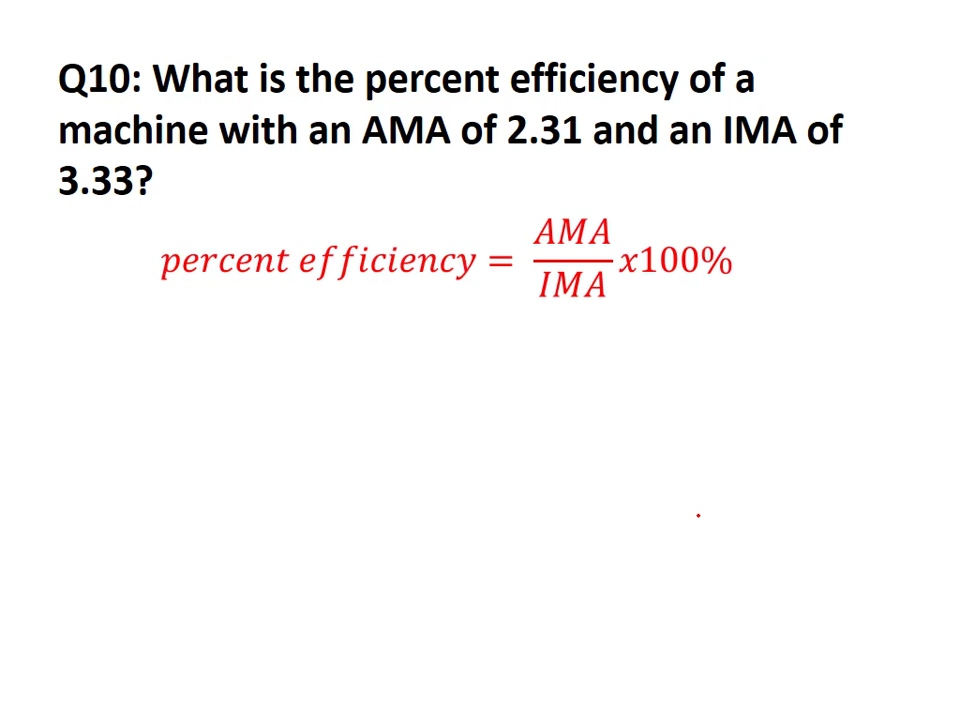 Q10: What is the percent efficiency of a
machine with an AMA of 2.31 and an IMA of
3.33?
percent efficiency = AMA/IMA x100%